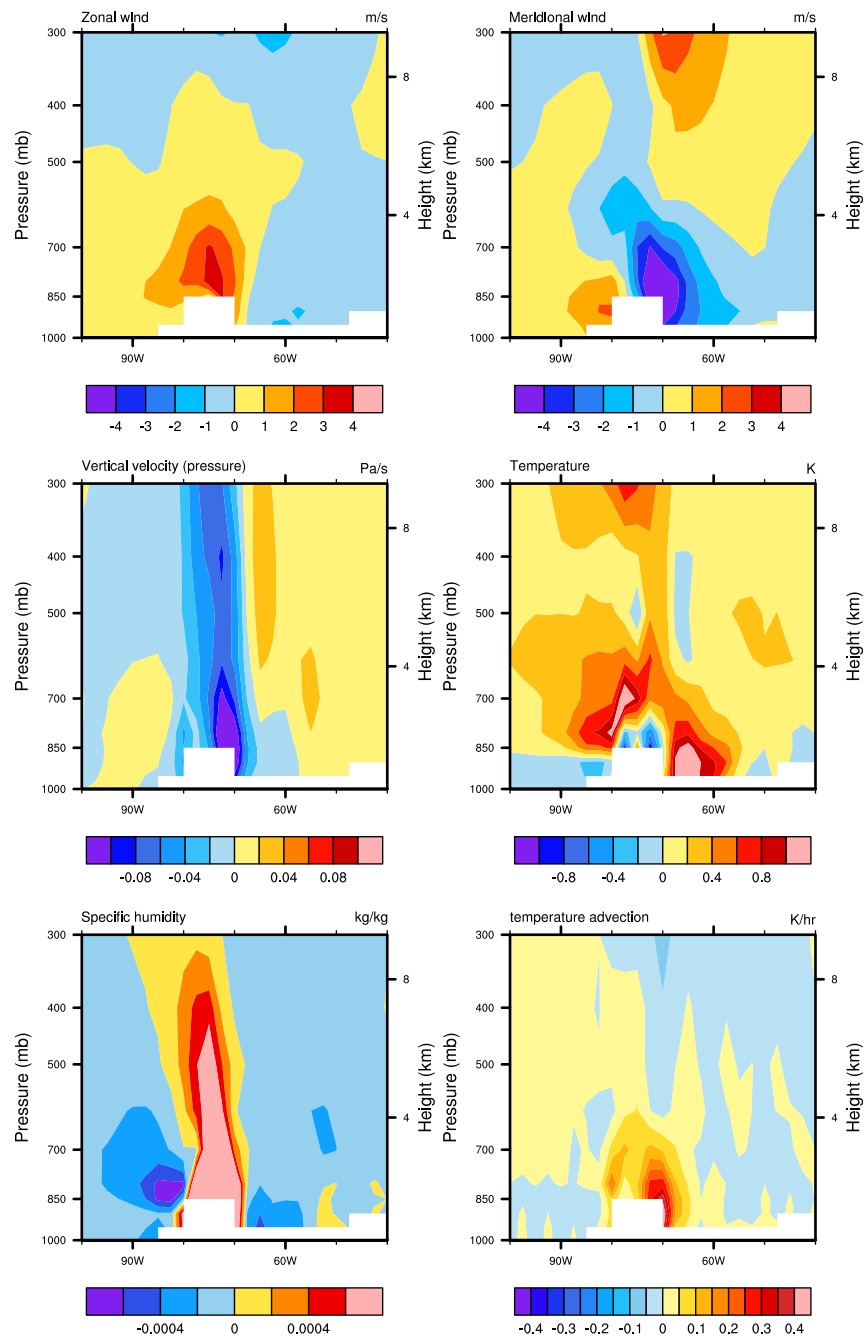 Zonal wind m/s
300
400
500
700
850
1000
Pressure (mb)
8
4
Height (km)
90W 60W
-4 -3 -2 -1 0 1 2 3 4
Meridional wind m/s
300
400
500
700
850
1000
Pressure (mb)
8
4
Height (km)
90W 60W
-4 -3 -2 -1 0 1 2 3 4
Vertical velocity (pressure) Pa/s
300
400
500
700
850
1000
Pressure (mb)
8
4
Height (km)
90W 60W
-0.08 -0.04 0 0.04 0.08
Temperature K
300
400
500
700
850
1000
Pressure (mb)
8
4
Height (km)
90W 60W
-0.8 -0.4 0 0.4 0.8
Specific humidity kg/kg
300
400
500
700
850
1000
Pressure (mb)
8
4
Height (km)
90W 60W
-0.0004 0 0.0004
temperature advection K/hr
300
400
500
700
850
1000
Pressure (mb)
8
4
Height (km)
90W 60W
-0.4 -0.3 -0.2 -0.1 0 0.1 0.2 0.3 0.4